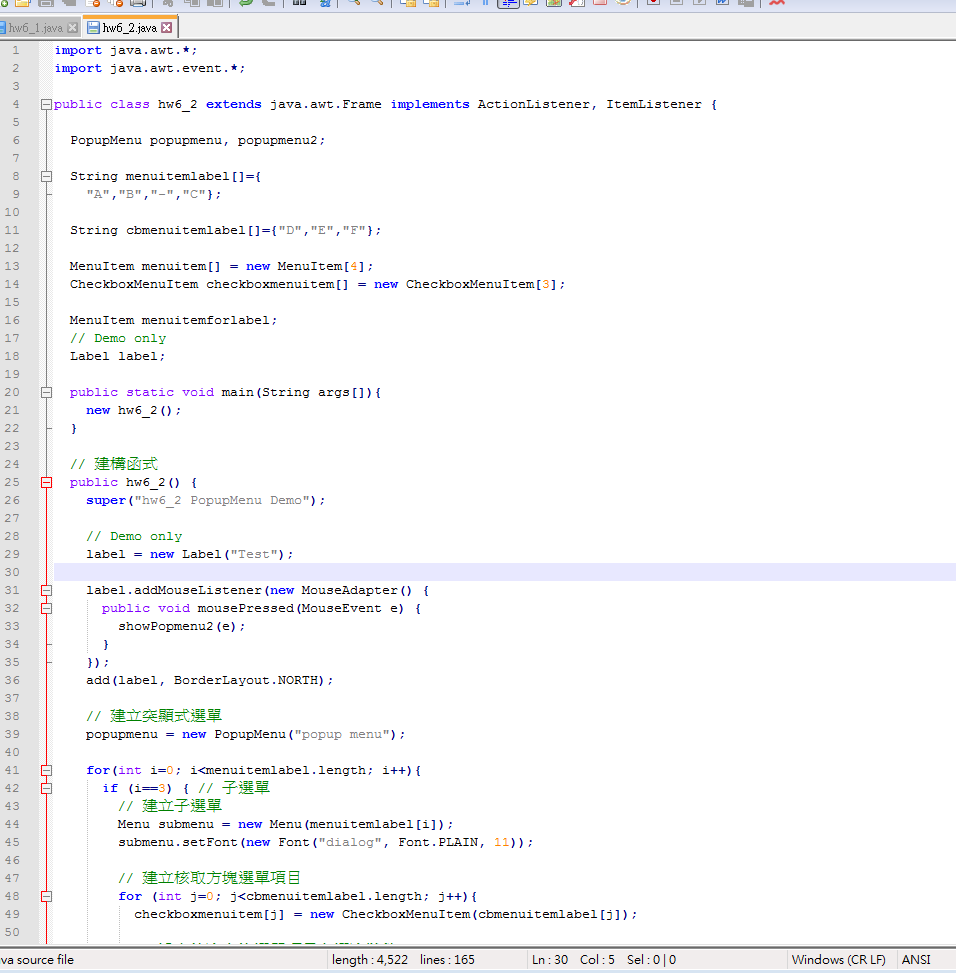 hw6_1.java hw6_2.java
1 import java.awt.*;
2 import java.awt.event.*;
3
4 public class hw6_2 extends java.awt.Frame implements ActionListener, ItemListener {
5
6 PopupMenu popupmenu, popupmenu2;
7
8 String menuitemlabel[]={
9 "A","B","-","C"};
10
11 String cbmenuitemlabel[]={"D","E","F"};
12
13 MenuItem menuitem[] = new MenuItem[4];
14 CheckboxMenuItem checkboxmenuitem[] = new CheckboxMenuItem[3];
15
16 MenuItem menuitemforlabel;
17 // Demo only
18 Label label;
19
20 public static void main(String args[]){
21 new hw6_2();
22 }
23
24 // 建構函式
25 public hw6_2() {
26 super("hw6_2 PopupMenu Demo");
27
28 // Demo only
29 label = new Label("Test");
30
31 label.addMouseListener(new MouseAdapter() {
32 public void mousePressed(MouseEvent e) {
33 showPopmenu2(e);
34 }
35 });
36 add(label, BorderLayout.NORTH);
37
38 // 建立突顯式選單
39 popupmenu = new PopupMenu("popup menu");
40
41 for(int i=0; i<menuitemlabel.length; i++){
42 if (i==3) { // 子選單
43 // 建立子選單
44 Menu submenu = new Menu(menuitemlabel[i]);
45 submenu.setFont(new Font("dialog", Font.PLAIN, 11));
46
47 // 建立核取方塊選單項目
48 for (int j=0; j<cbmenuitemlabel.length; j++){
49 checkboxmenuitem[j] = new CheckboxMenuItem(cbmenuitemlabel[j]);
50
va source file length : 4,522 lines : 165 Ln : 30 Col : 5 Sel : 0 | 0 Windows (CR LF) ANSI